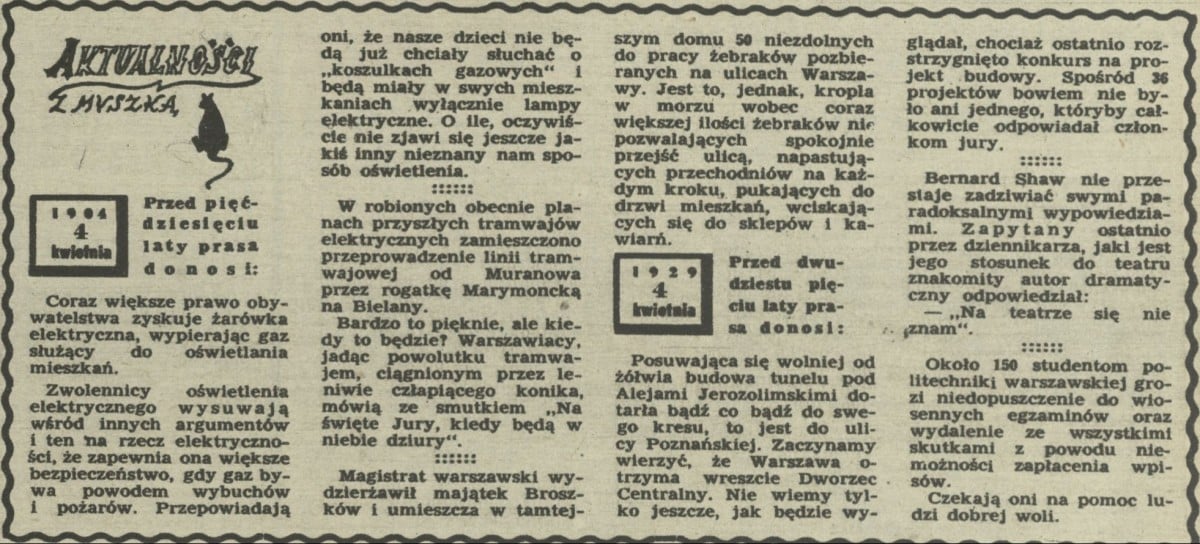 AKTUALNOŚCI
Z MYSZKĄ
1904
4
kwietnia
Przed pięć-
dziesięciu
laty prasa
donosi:
Coraz większe prawo oby-
watelstwa zyskuje żarówka
elektryczna, wypierając gaz
służący do oświetlania
mieszkań.
Zwolennicy oświetlenia
elektrycznego wysuwają
wśród innych argumentów
i ten na rzecz elektryczno-
ści, że zapewnia ona większe
bezpieczeństwo, gdy gaz by-
wa powodem wybuchów
i pożarów. Przepowiadają
oni, że nasze dzieci nie bę-
dą już chciały słuchać o
„koszulkach gazowych“ i
będą miały w swych miesz-
kaniach wyłącznie lampy
elektryczne. O ile, oczywiś-
cie nie zjawi się jeszcze ja-
kiś inny nieznany nam spo-
sób oświetlenia.
::::::
W robionych obecnie pla-
nach przyszłych tramwajów
elektrycznych zamieszczono
przeprowadzenie linii tram-
wajowej od Muranowa
przez rogatkę Marymoncką
na Bielany.
Bardzo to pięknie, ale kie-
dy to będzie? Warszawiacy,
jadąc powolutku tramwa-
jem, ciągnionym przez le-
niwie człapiącego konika,
mówią ze smutkiem „Na
święte Jury, kiedy będą w
niebie dziury“.
::::::
Magistrat warszawski wy-
dzierżawił majątek Brosz-
ków i umieszcza w tamtej-
szym domu 50 niezdolnych
do pracy żebraków pozbie-
ranych na ulicach Warsza-
wy. Jest to, jednak, kropla
w morzu wobec coraz
większej ilości żebraków nie
pozwalających spokojnie
przejść ulicą, napastują-
cych przechodniów na każ-
dym kroku, pukających do
drzwi mieszkań, wciskają-
cych się do sklepów i ka-
wiarń.
1929
4
kwietnia
Przed dwu-
dziestu pię-
ciu laty pra-
sa donosi:
Posuwająca się wolniej od
żółwia budowa tunelu pod
Alejami Jerozolimskimi do-
tarła bądź co bądź do swe-
go kresu, to jest do uli-
cy Poznańskiej. Zaczynamy
wierzyć, że Warszawa o-
trzyma wreszcie Dworzec
Centralny. Nie wiemy tyl-
ko jeszcze, jak będzie wy-
glądał, chociaż ostatnio roz-
strzygnięto konkurs na pro-
jekt budowy. Spośród 36
projektów bowiem nie by-
ło ani jednego, któryby cał-
kowicie odpowiadał człon-
kom jury.
::::::
Bernard Shaw nie prze-
staje zadziwiać swymi pa-
radoksalnymi wypowiedzia-
mi. Zapytany ostatnio
przez dziennikarza, jaki jest
jego stosunek do teatru
znakomity autor dramaty-
czny odpowiedział:
— „Na teatrze się nie
znam“.
::::::
Około 150 studentom po-
litechniki warszawskiej gro-
zi niedopuszczenie do wio-
sennych egzaminów oraz
wydalenie ze wszystkimi
skutkami z powodu nie-
możności zapłacenia wpi-
sów.
Czekają oni na pomoc lu-
dzi dobrej woli.